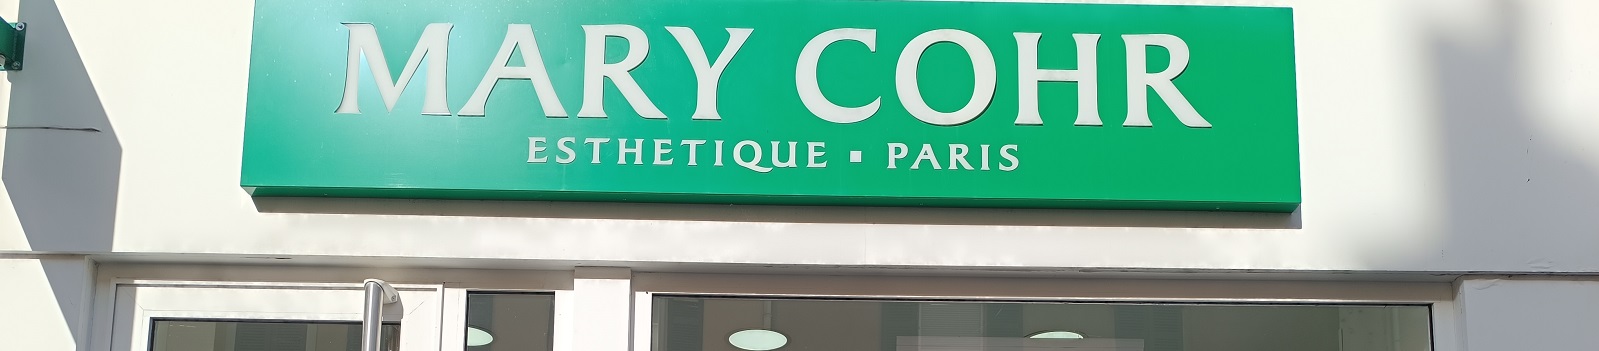 MARY COHR
ESTHETIQUE ▪ PARIS